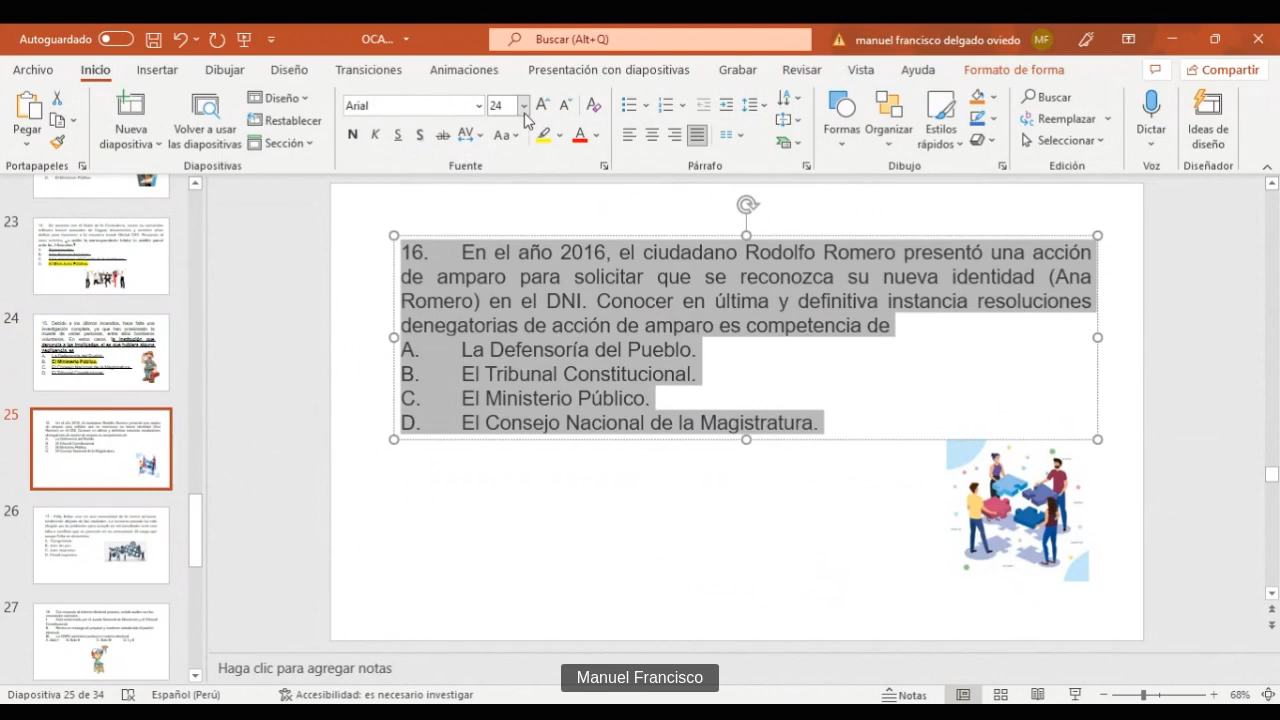 Autoguardado
OCA...
Buscar (Alt+Q)
manuel francisco delgado oviedo
MF
Archivo
Inicio
Insertar
Dibujar
Diseño
Transiciones
Animaciones
Presentación con diapositivas
Grabar
Revisar
Vista
Ayuda
Formato de forma
Compartir
Pegar
Nueva diapositiva
Volver a usar las diapositivas
Diseño
Restablecer
Sección
Arial
24
N K S S ab AV Aa A
Formas
Organizar
Estilos rápidos
Buscar
Reemplazar
Seleccionar
Dictar
Ideas de diseño
Portapapeles
Diapositivas
Fuente
Párrafo
Dibujo
Edición
Voz
Diseñador
23
24
25
26
27
16. En el año 2016, el ciudadano Rodolfo Romero presentó una acción
de amparo para solicitar que se reconozca su nueva identidad (Ana
Romero) en el DNI. Conocer en última y definitiva instancia resoluciones
denegatorias de acción de amparo es competencia de
A. La Defensoría del Pueblo.
B. El Tribunal Constitucional.
C. El Ministerio Público.
D. El Consejo Nacional de la Magistratura.
Haga clic para agregar notas
Manuel Francisco
Diapositiva 25 de 34
Español (Perú)
Accesibilidad: es necesario investigar
Notas
68%